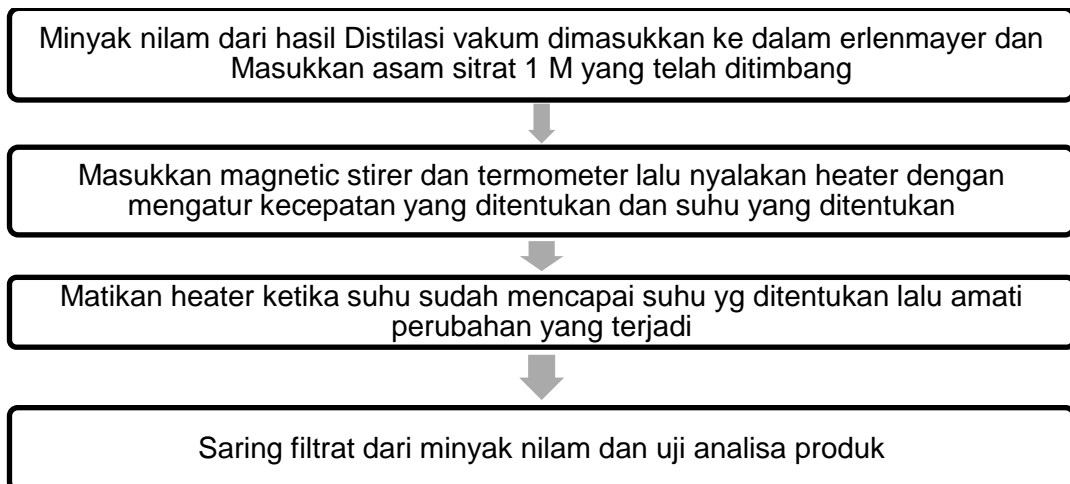 Minyak nilam dari hasil Distilasi vakum dimasukkan ke dalam erlenmayer dan
Masukkan asam sitrat 1 M yang telah ditimbang
Masukkan magnetic stirer dan termometer lalu nyalakan heater dengan
mengatur kecepatan yang ditentukan dan suhu yang ditentukan
Matikan heater ketika suhu sudah mencapai suhu yg ditentukan lalu amati
perubahan yang terjadi
Saring filtrat dari minyak nilam dan uji analisa produk